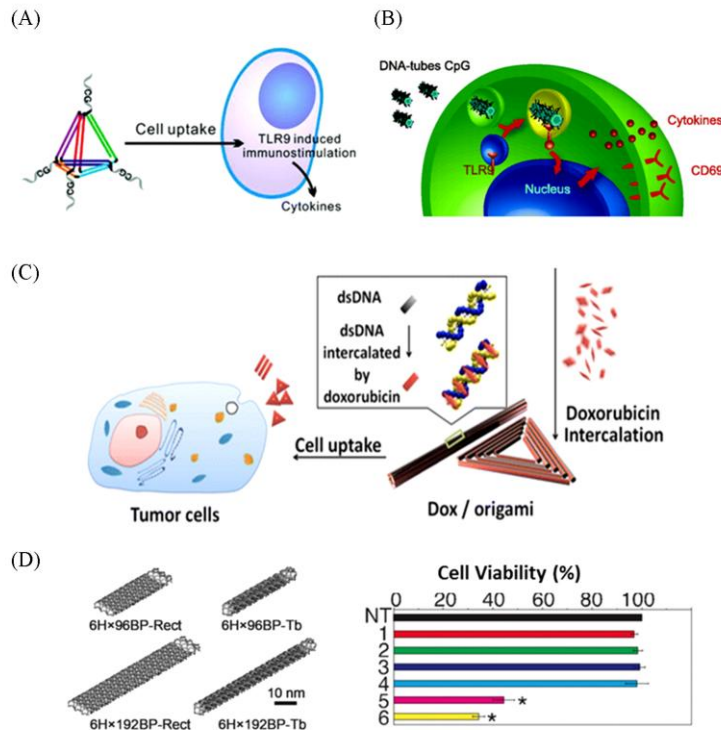 (A)
Cell uptake
TLR9 induced
immunostimulation
Cytokines
(B)
DNA-tubes CpG
TLR9
Nucleus
Cytokines
CD69
(C)
dsDNA
dsDNA
intercalated
by
doxorubicin
Doxorubicin
Intercalation
Cell uptake
Tumor cells
Dox / origami
(D)
6H×96BP-Rect
6H×96BP-Tb
6H×192BP-Rect
6H×192BP-Tb
10 nm
Cell Viability (%)
0 20 40 60 80 100
NT
1
2
3
4
5 *
6 *